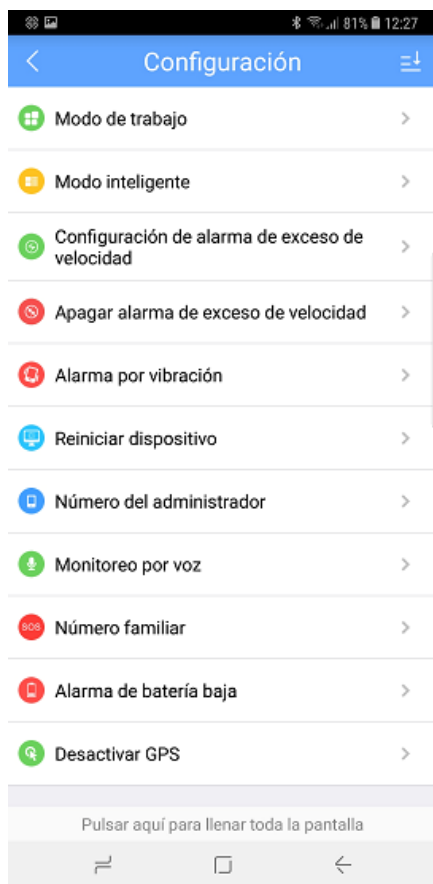 81% 12:27
Configuración
Modo de trabajo
Modo inteligente
Configuración de alarma de exceso de
velocidad
Apagar alarma de exceso de velocidad
Alarma por vibración
Reiniciar dispositivo
Número del administrador
Monitoreo por voz
SOS Número familiar
Alarma de batería baja
Desactivar GPS
Pulsar aquí para llenar toda la pantalla